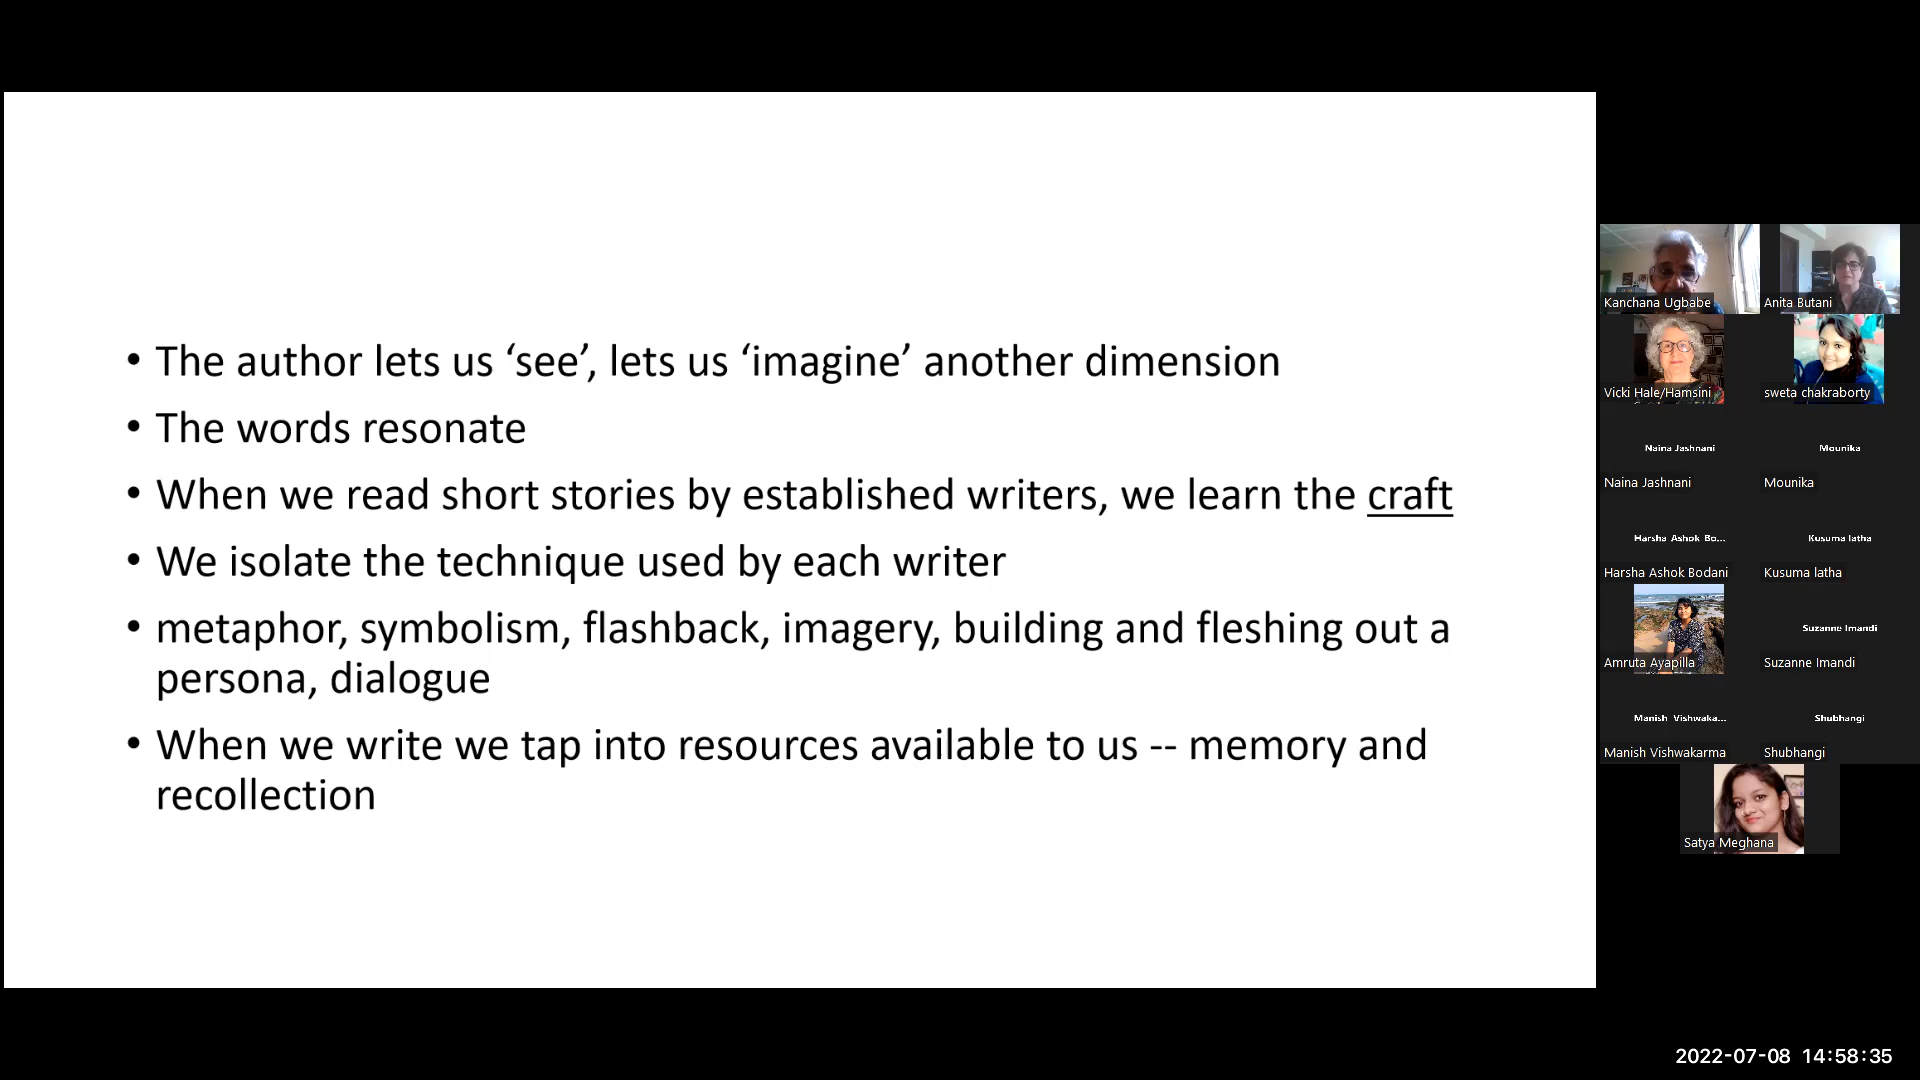 • The author lets us ‘see’, lets us ‘imagine’ another dimension
• The words resonate
• When we read short stories by established writers, we learn the craft
• We isolate the technique used by each writer
• metaphor, symbolism, flashback, imagery, building and fleshing out a
persona, dialogue
• When we write we tap into resources available to us -- memory and
recollection
Kanchana Ugbabe
Anita Butani
Vicki Hale/Hamsini
sweta chakraborty
Naina Jashnani
Mounika
Naina Jashnani
Mounika
Harsha Ashok Bo...
Kusuma latha
Harsha Ashok Bodani
Kusuma latha
Suzanne Imandi
Amruta Ayapilla
Suzanne Imandi
Manish Vishwaka...
Shubhangi
Manish Vishwakarma
Shubhangi
Satya Meghana
2022-07-08 14:58:35